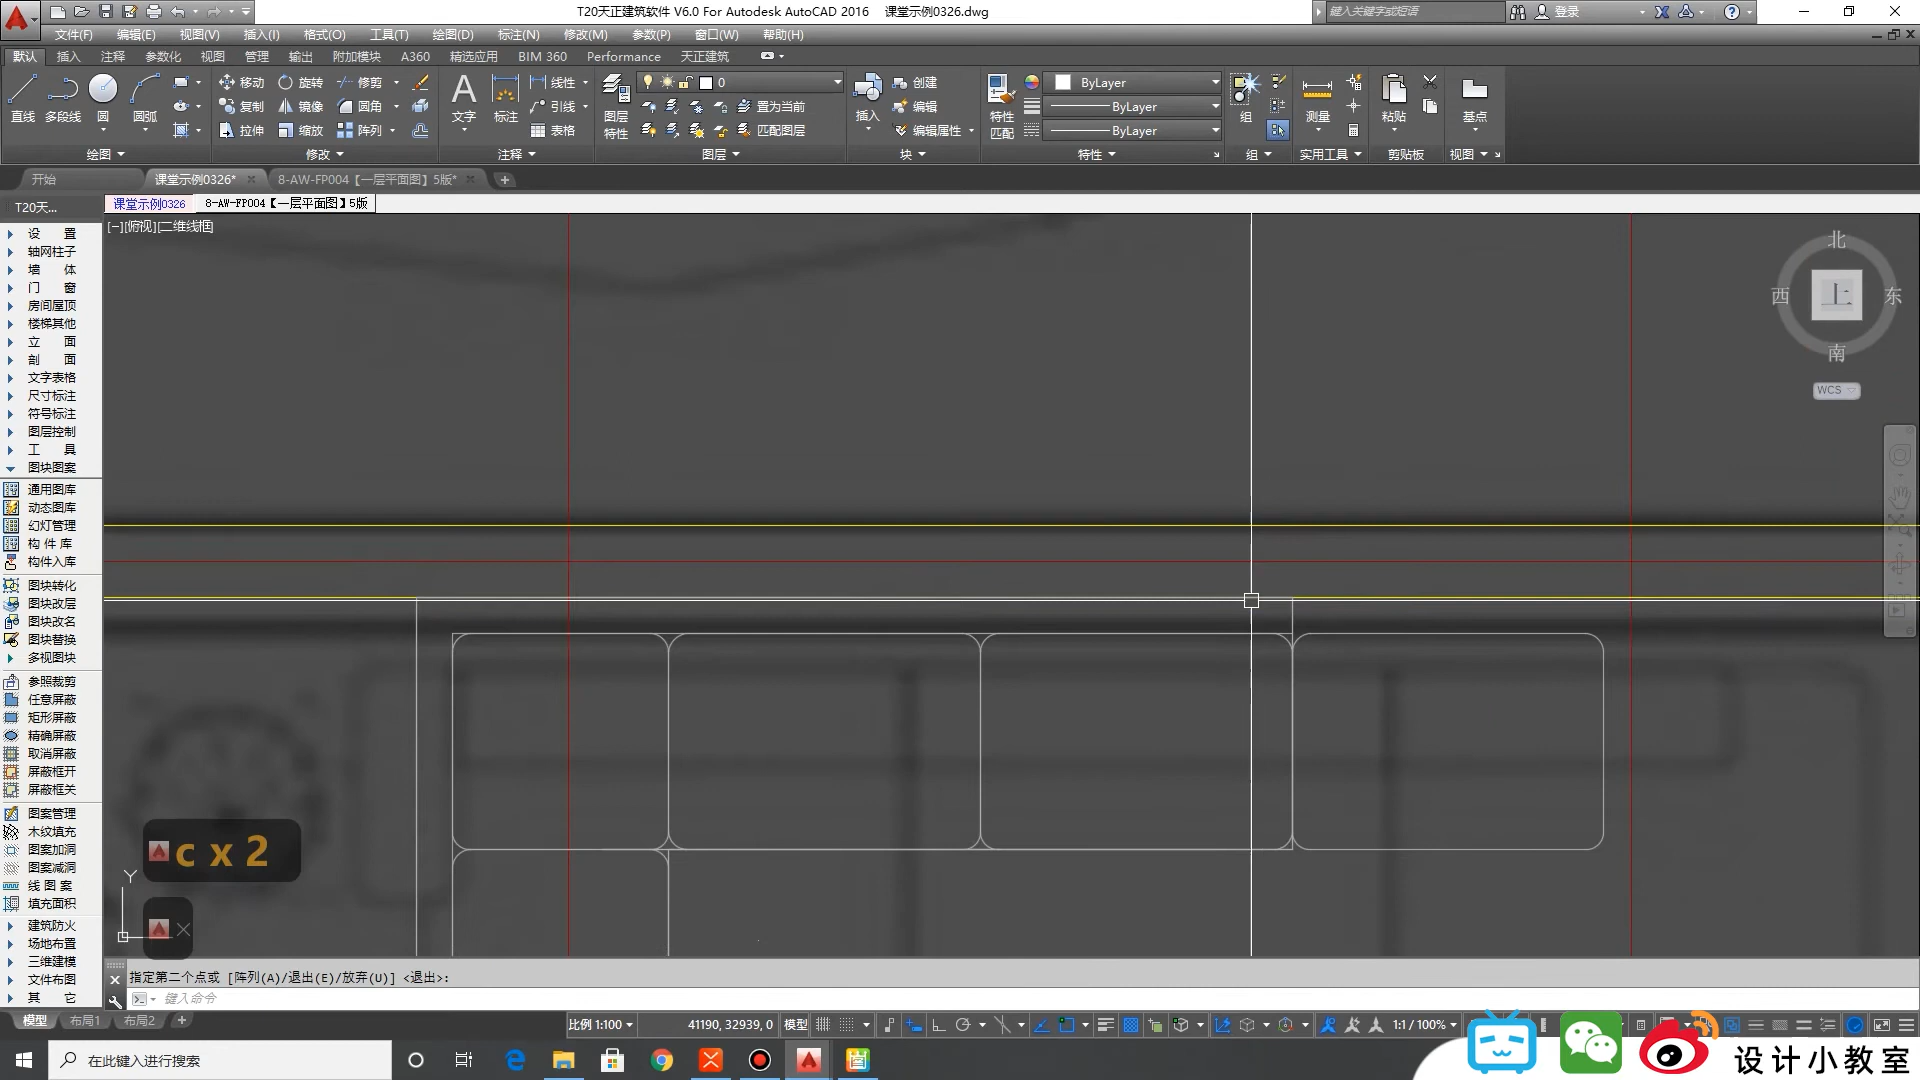 T20天正建筑软件 V6.0 For Autodesk AutoCAD 2016 课堂示例0326.dwg
键入关键字或短语
登录
文件(F) 编辑(E) 视图(V) 插入(I) 格式(O) 工具(T) 绘图(D) 标注(N) 修改(M) 参数(P) 窗口(W) 帮助(H)
默认 插入 注释 参数化 视图 管理 输出 附加模块 A360 精选应用 BIM 360 Performance 天正建筑
移动 旋转 修剪 线性 0 创建 ByLayer
复制 镜像 圆角 引线 置为当前 编辑 ByLayer
直线 多段线 圆 圆弧 文字 标注 图层 插入 特性 组 测量 粘贴 基点
拉伸 缩放 阵列 表格 特性 匹配图层 编辑属性 匹配 ByLayer
绘图 修改 注释 图层 块 特性 组 实用工具 剪贴板 视图
开始 课堂示例0326* 8-AW-FP004【一层平面图】5版*
T20天... 课堂示例0326 8-AW-FP004【一层平面图】5版
[−][俯视][二维线框]
设 置
轴网柱子
墙 体
门 窗
房间屋顶
楼梯其他
立 面
剖 面
文字表格
尺寸标注
符号标注
图层控制
工 具
图块图案
通用图库
动态图库
幻灯管理
构 件 库
构件入库
图块转化
图块改层
图块改名
图块替换
多视图块
参照裁剪
任意屏蔽
矩形屏蔽
精确屏蔽
取消屏蔽
屏蔽框开
屏蔽框关
图案管理
木纹填充
图案加洞
图案减洞
线 图 案
填充面积
建筑防火
场地布置
三维建模
文件布图
其 它
北
西 上 东
南
WCS
c x 2
Y
X
指定第二个点或 [阵列(A)/退出(E)/放弃(U)] <退出>:
键入命令
模型 布局1 布局2
比例 1:100 41190, 32939, 0 模型 1:1 / 100%
在此键入进行搜索
设计小教室